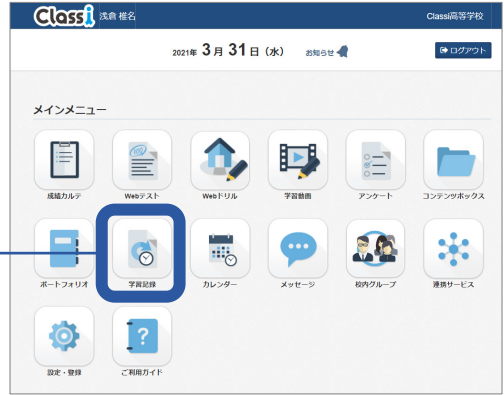 Classi 浅倉 椎名
Classi高等学校
2021年 3月 31日 (水) お知らせ
ログアウト
メインメニュー
100
成績カルテ
Webテスト
Webドリル
学習動画
アンケート
コンテンツボックス
ポートフォリオ
学習記録
カレンダー
メッセージ
校内グループ
連携サービス
?
設定・登録
ご利用ガイド